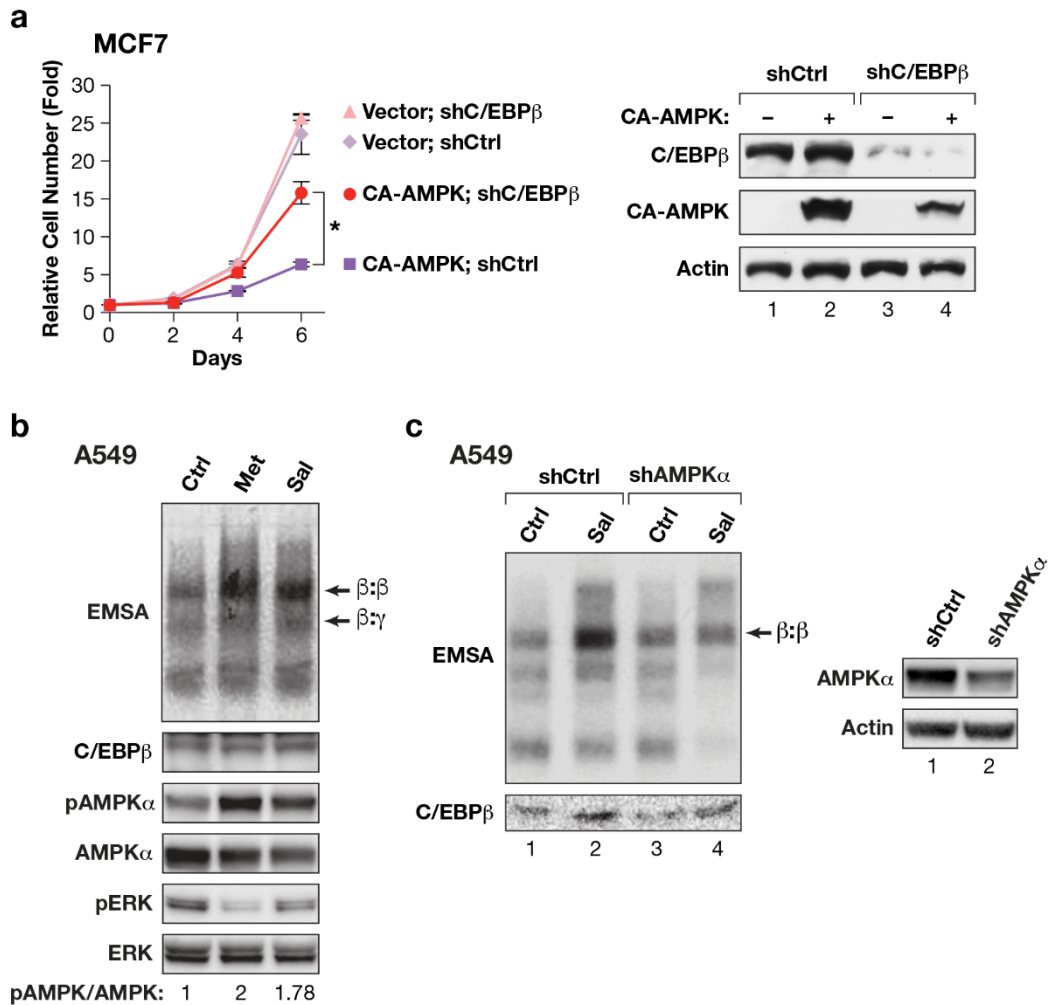 a
MCF7
Relative Cell Number (Fold)
30
25
20
15
10
5
0
0 2 4 6
Days
Vector; shC/EBPβ
Vector; shCtrl
CA-AMPK; shC/EBPβ
*
CA-AMPK; shCtrl
shCtrl shC/EBPβ
CA-AMPK: – + – +
C/EBPβ
CA-AMPK
Actin
1 2 3 4
b
A549
Ctrl Met Sal
EMSA
β:β
β:γ
C/EBPβ
pAMPKα
AMPKα
pERK
ERK
pAMPK/AMPK: 1 2 1.78
c
A549
shCtrl shAMPKα
Ctrl Sal Ctrl Sal
EMSA
β:β
C/EBPβ
1 2 3 4
shCtrl shAMPKα
AMPKα
Actin
1 2